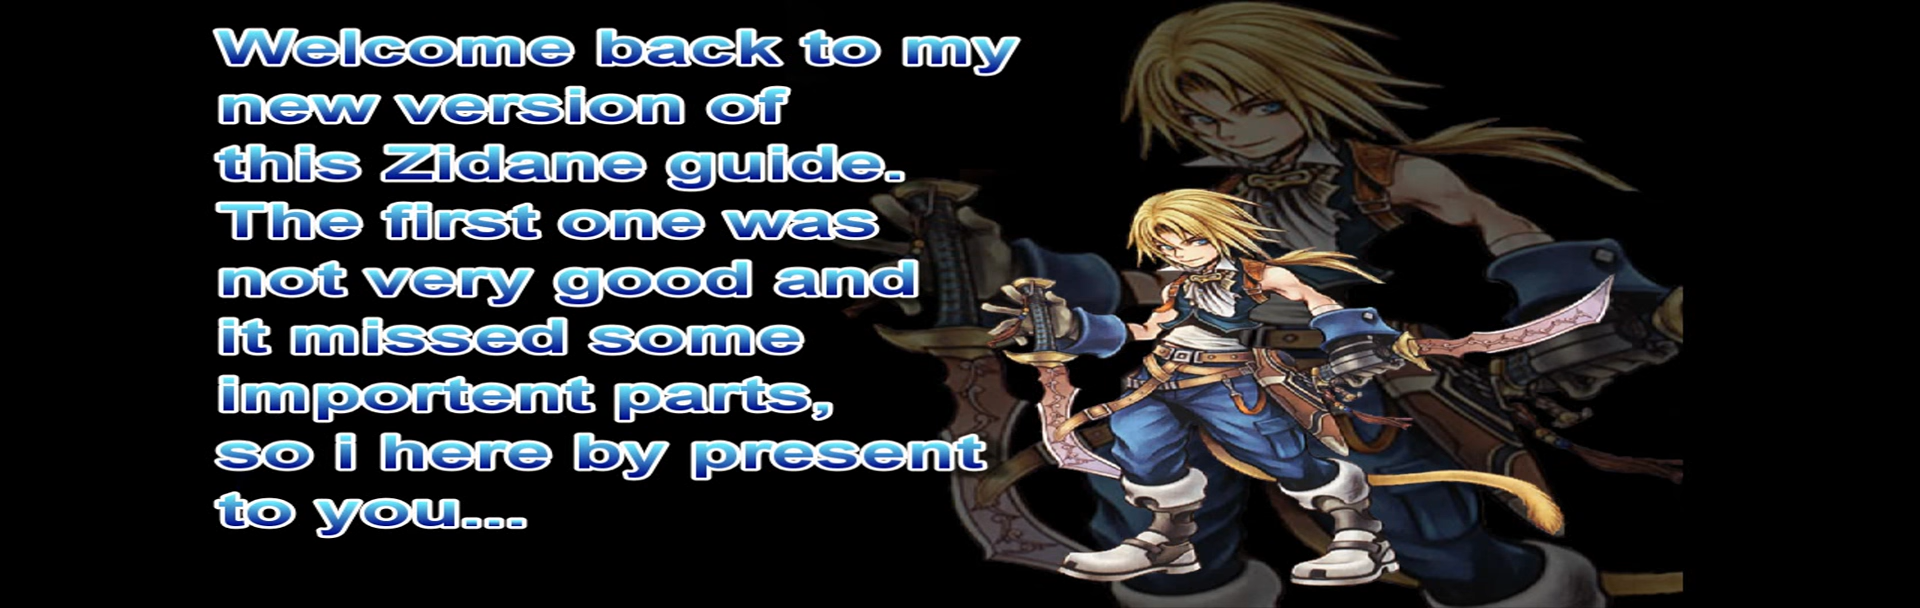 Welcome back to my
new version of
this Zidane guide.
The first one was
not very good and
it missed some
importent parts,
so i here by present
to you...